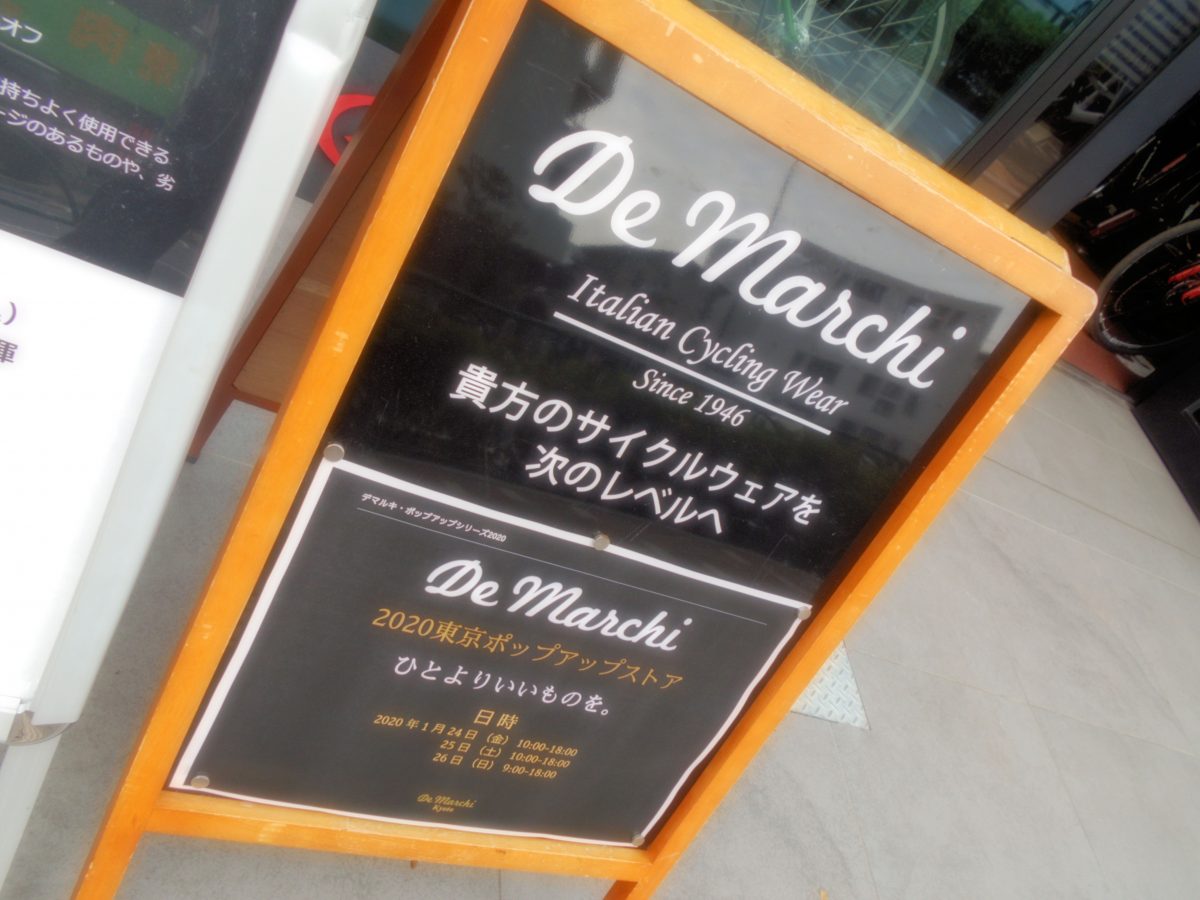 オフ
持ちよく使用できる
ージのあるものや、劣
De Marchi
Italian Cycling Wear
Since 1946
貴方のサイクルウェアを
次のレベルへ
デマルキ・ポップアップシリーズ2020
De Marchi
2020東京ポップアップストア
ひとよりいいものを。
日時
2020年1月24日（金）10:00-18:00
25日（土）10:00-18:00
26日（日）9:00-18:00
De Marchi
Kyoto